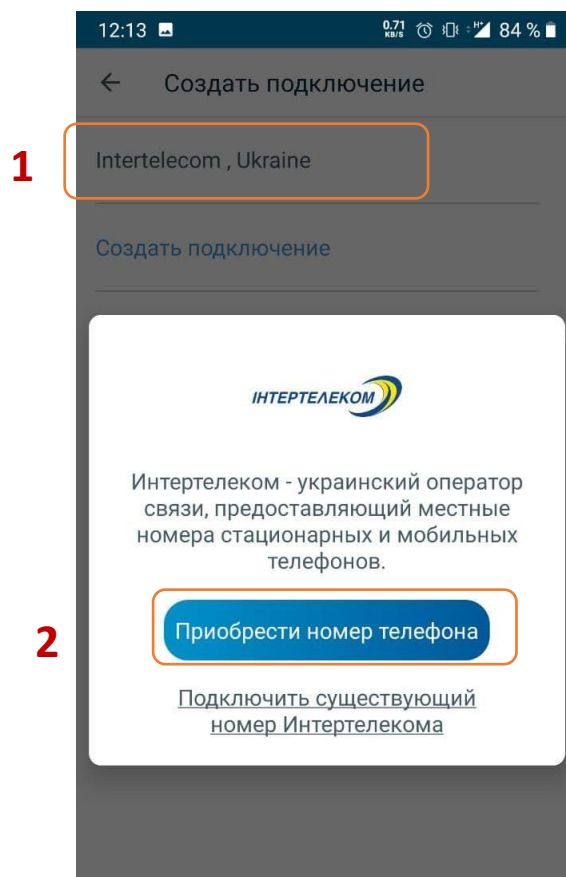 12:13 0.71 KB/S H+ 84 %
Создать подключение
1
Intertelecom , Ukraine
Создать подключение
ІНТЕРТЕЛЕКОМ
Интертелеком - украинский оператор
связи, предоставляющий местные
номера стационарных и мобильных
телефонов.
2
Приобрести номер телефона
Подключить существующий
номер Интертелекома